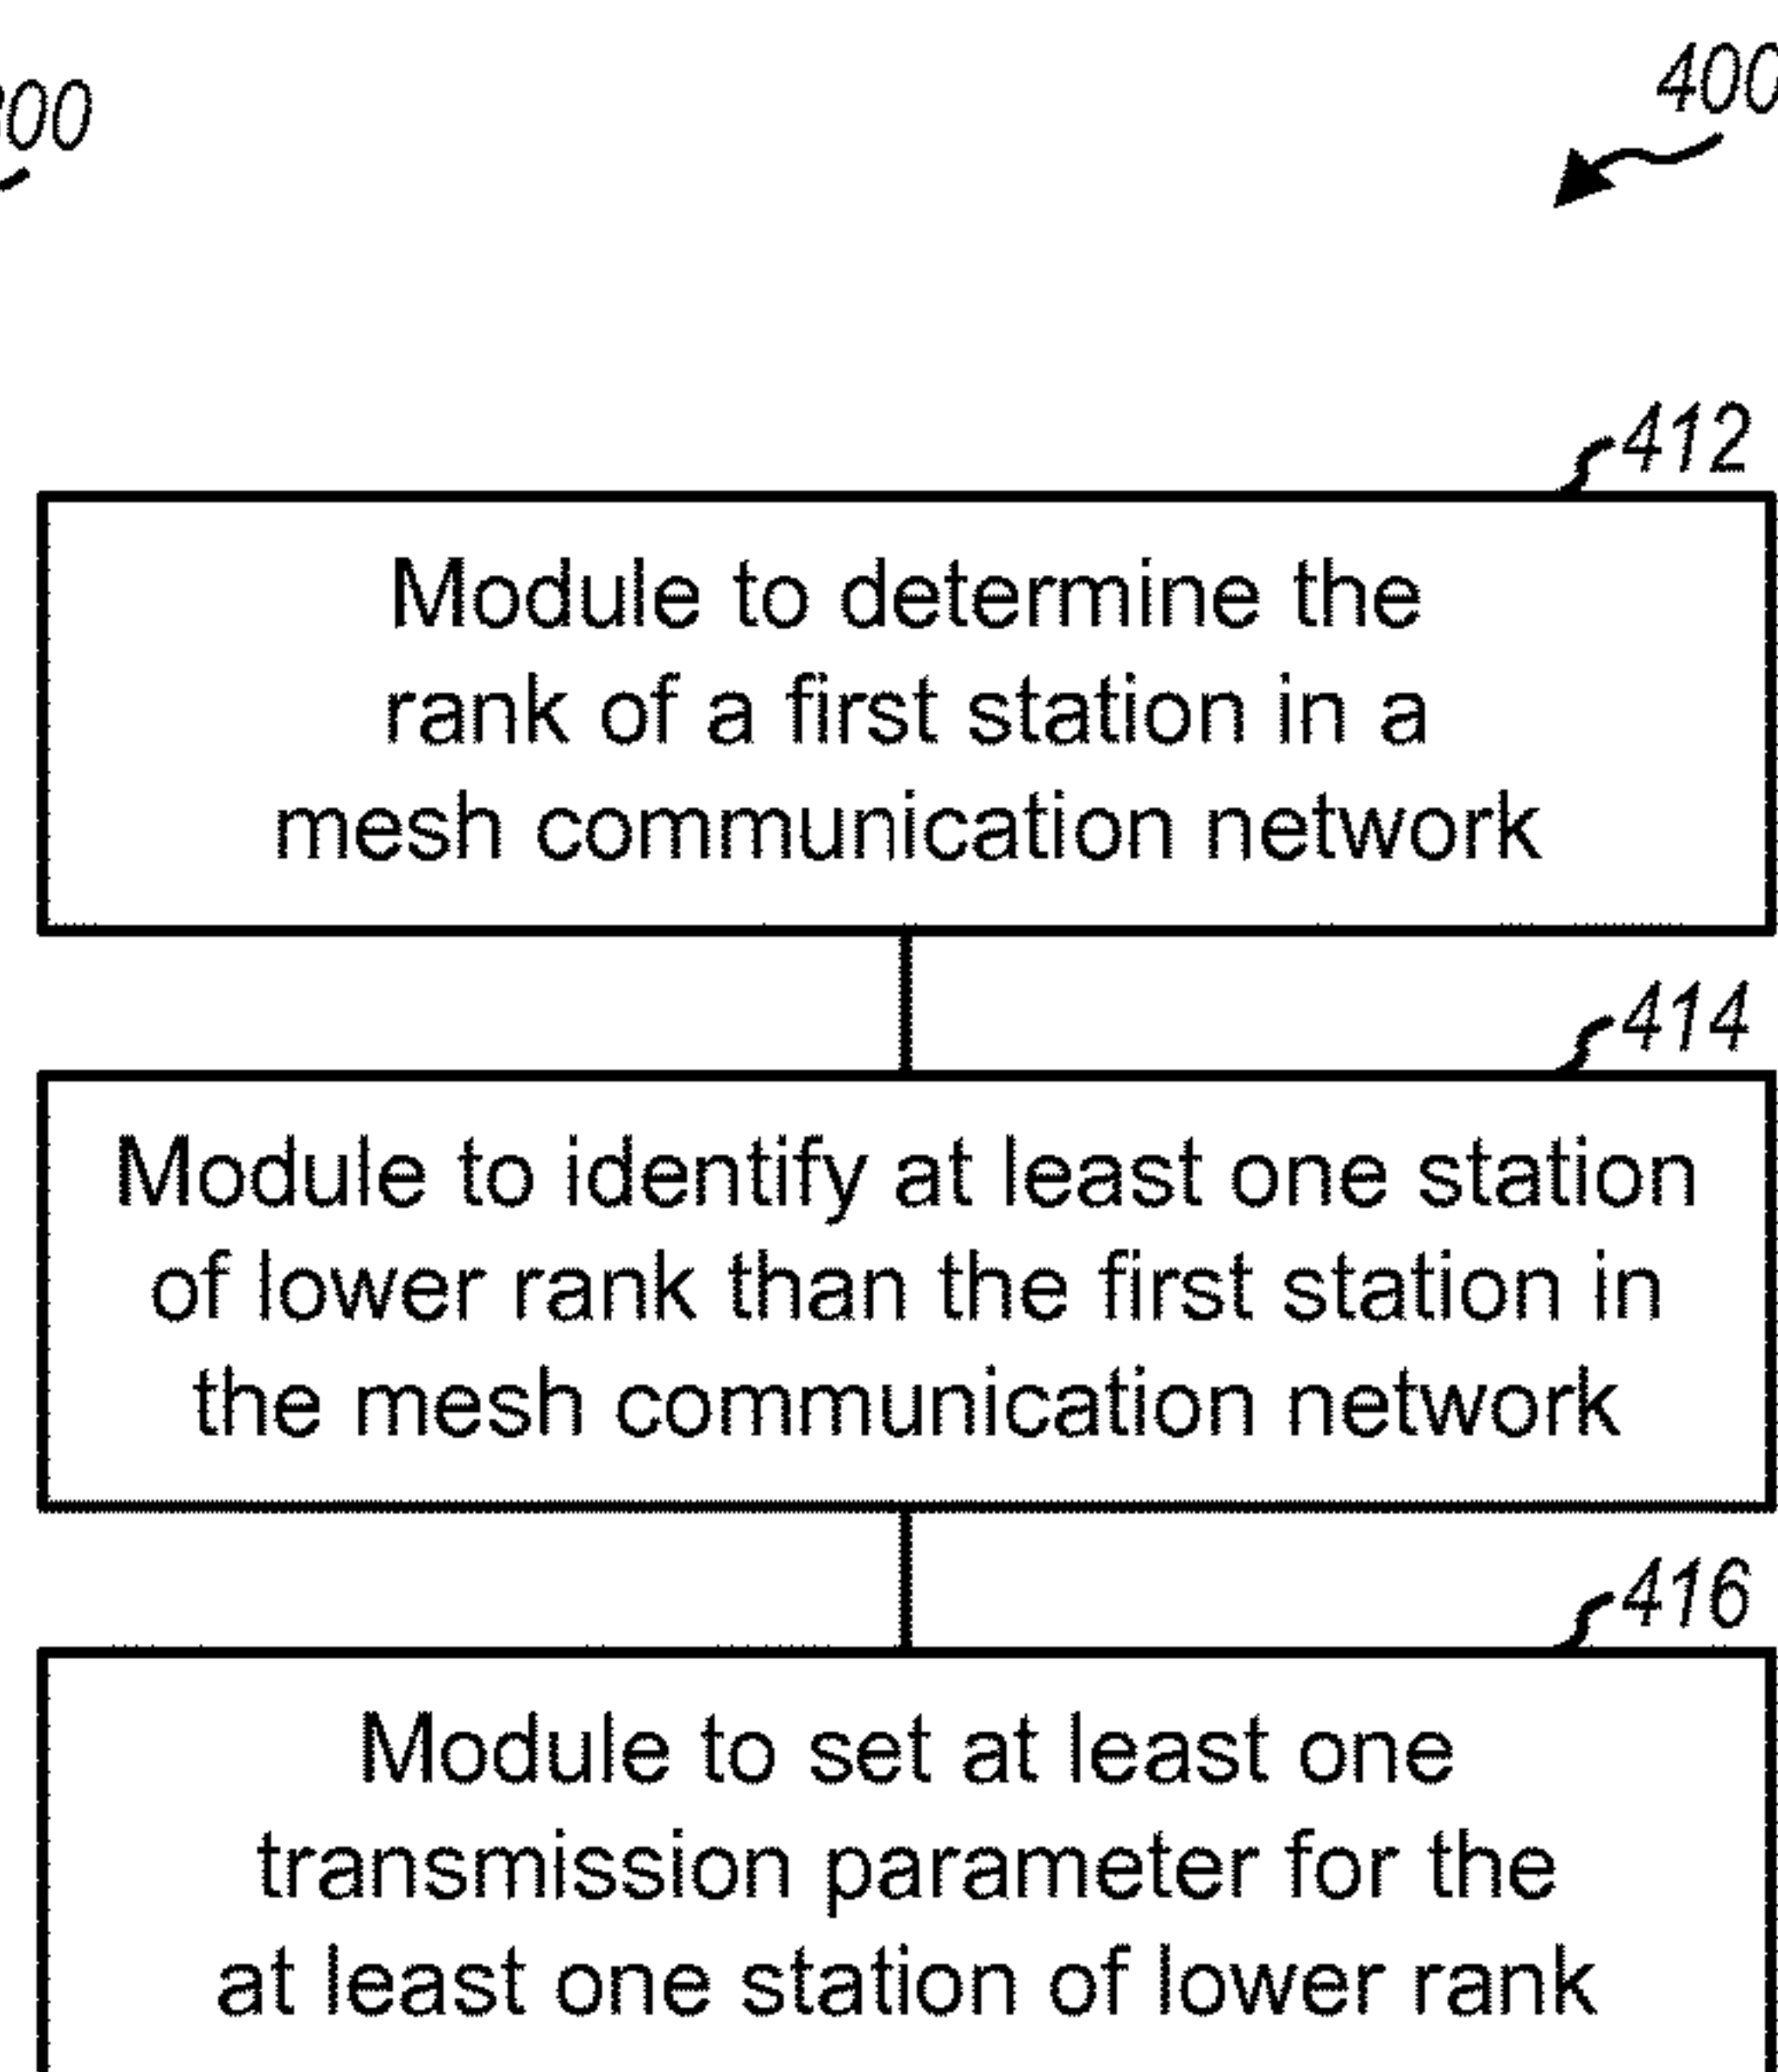 00
400
412
Module to determine the
rank of a first station in a
mesh communication network
414
Module to identify at least one station
of lower rank than the first station in
the mesh communication network
416
Module to set at least one
transmission parameter for the
at least one station of lower rank